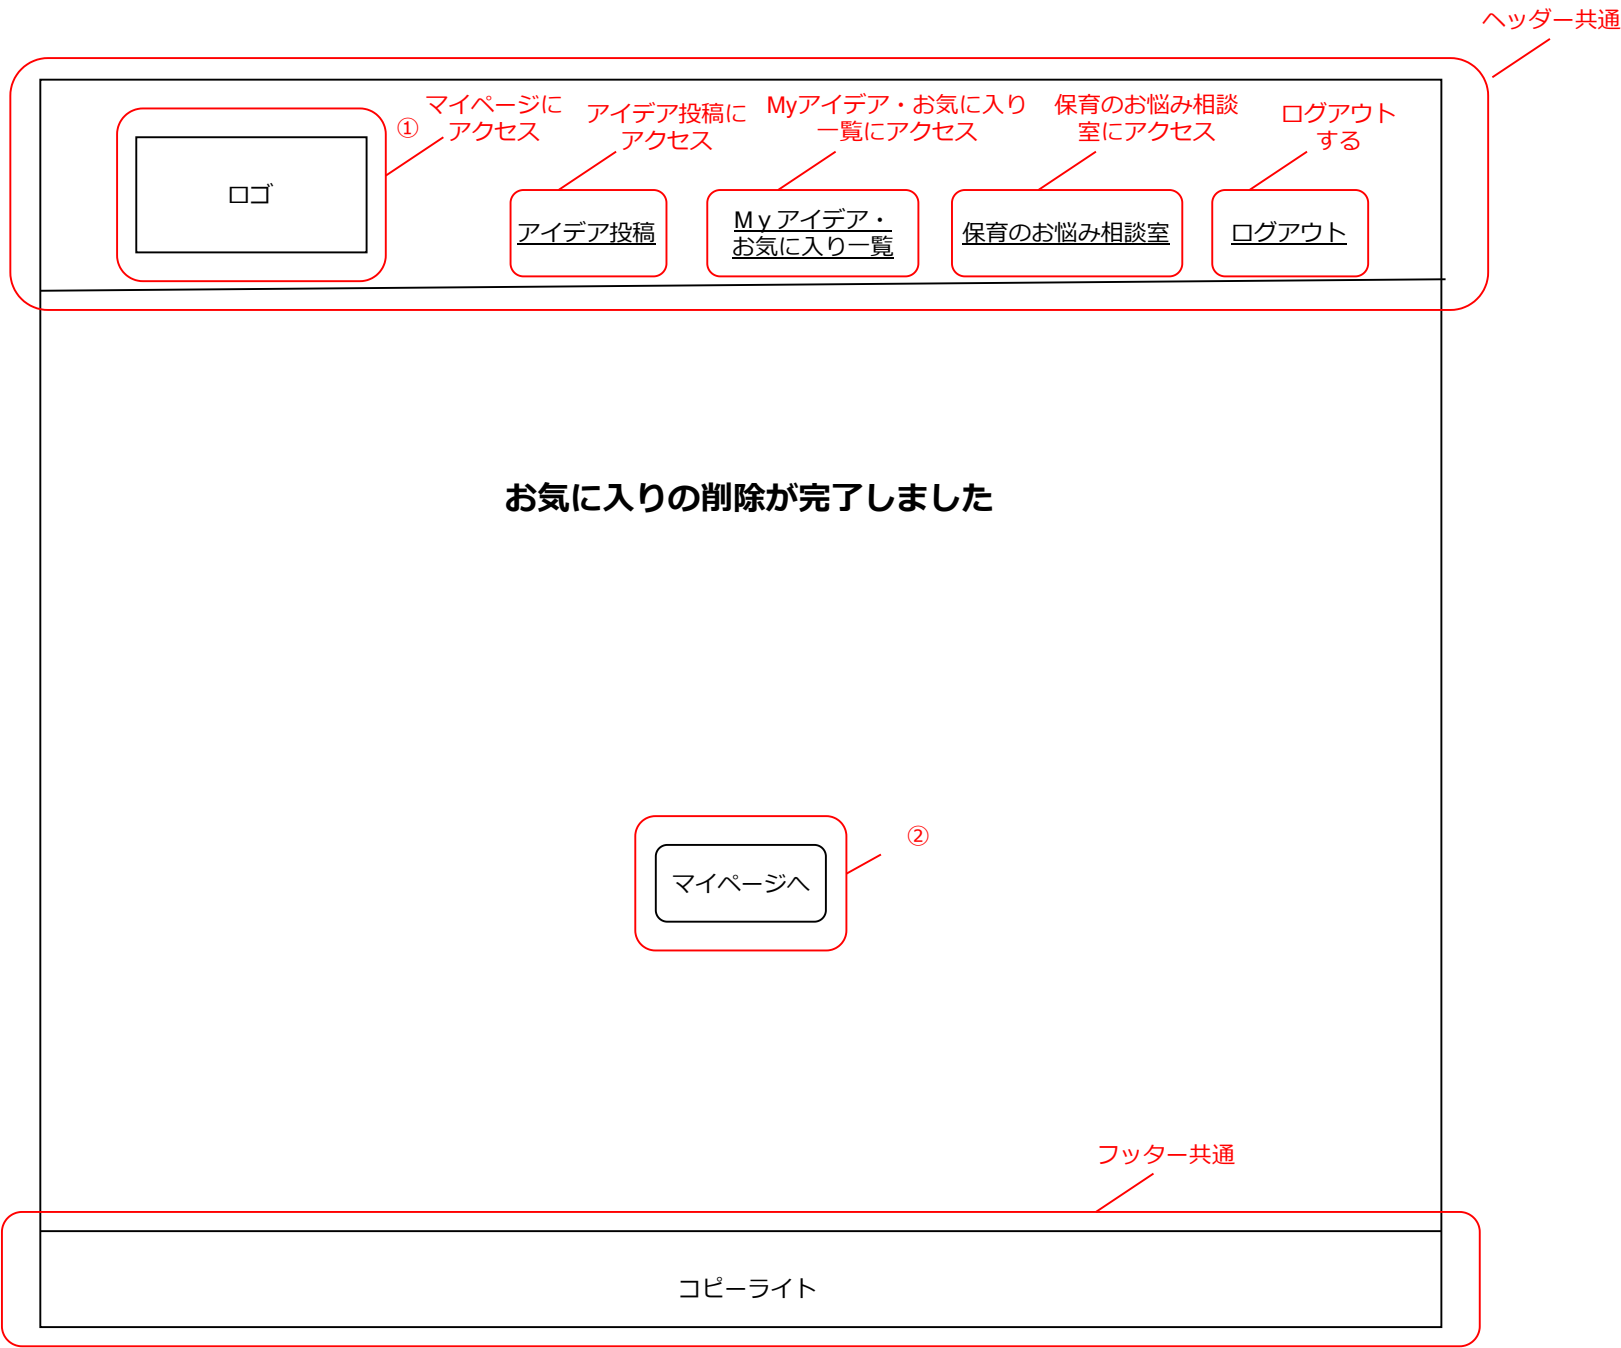 ヘッダー共通
ロゴ
①
マイページに
アクセス
アイデア投稿に
アクセス
Myアイデア・お気に入り
一覧にアクセス
保育のお悩み相談
室にアクセス
ログアウト
する
アイデア投稿
Ｍｙアイデア・
お気に入り一覧
保育のお悩み相談室
ログアウト
お気に入りの削除が完了しました
②
マイページへ
フッター共通
コピーライト